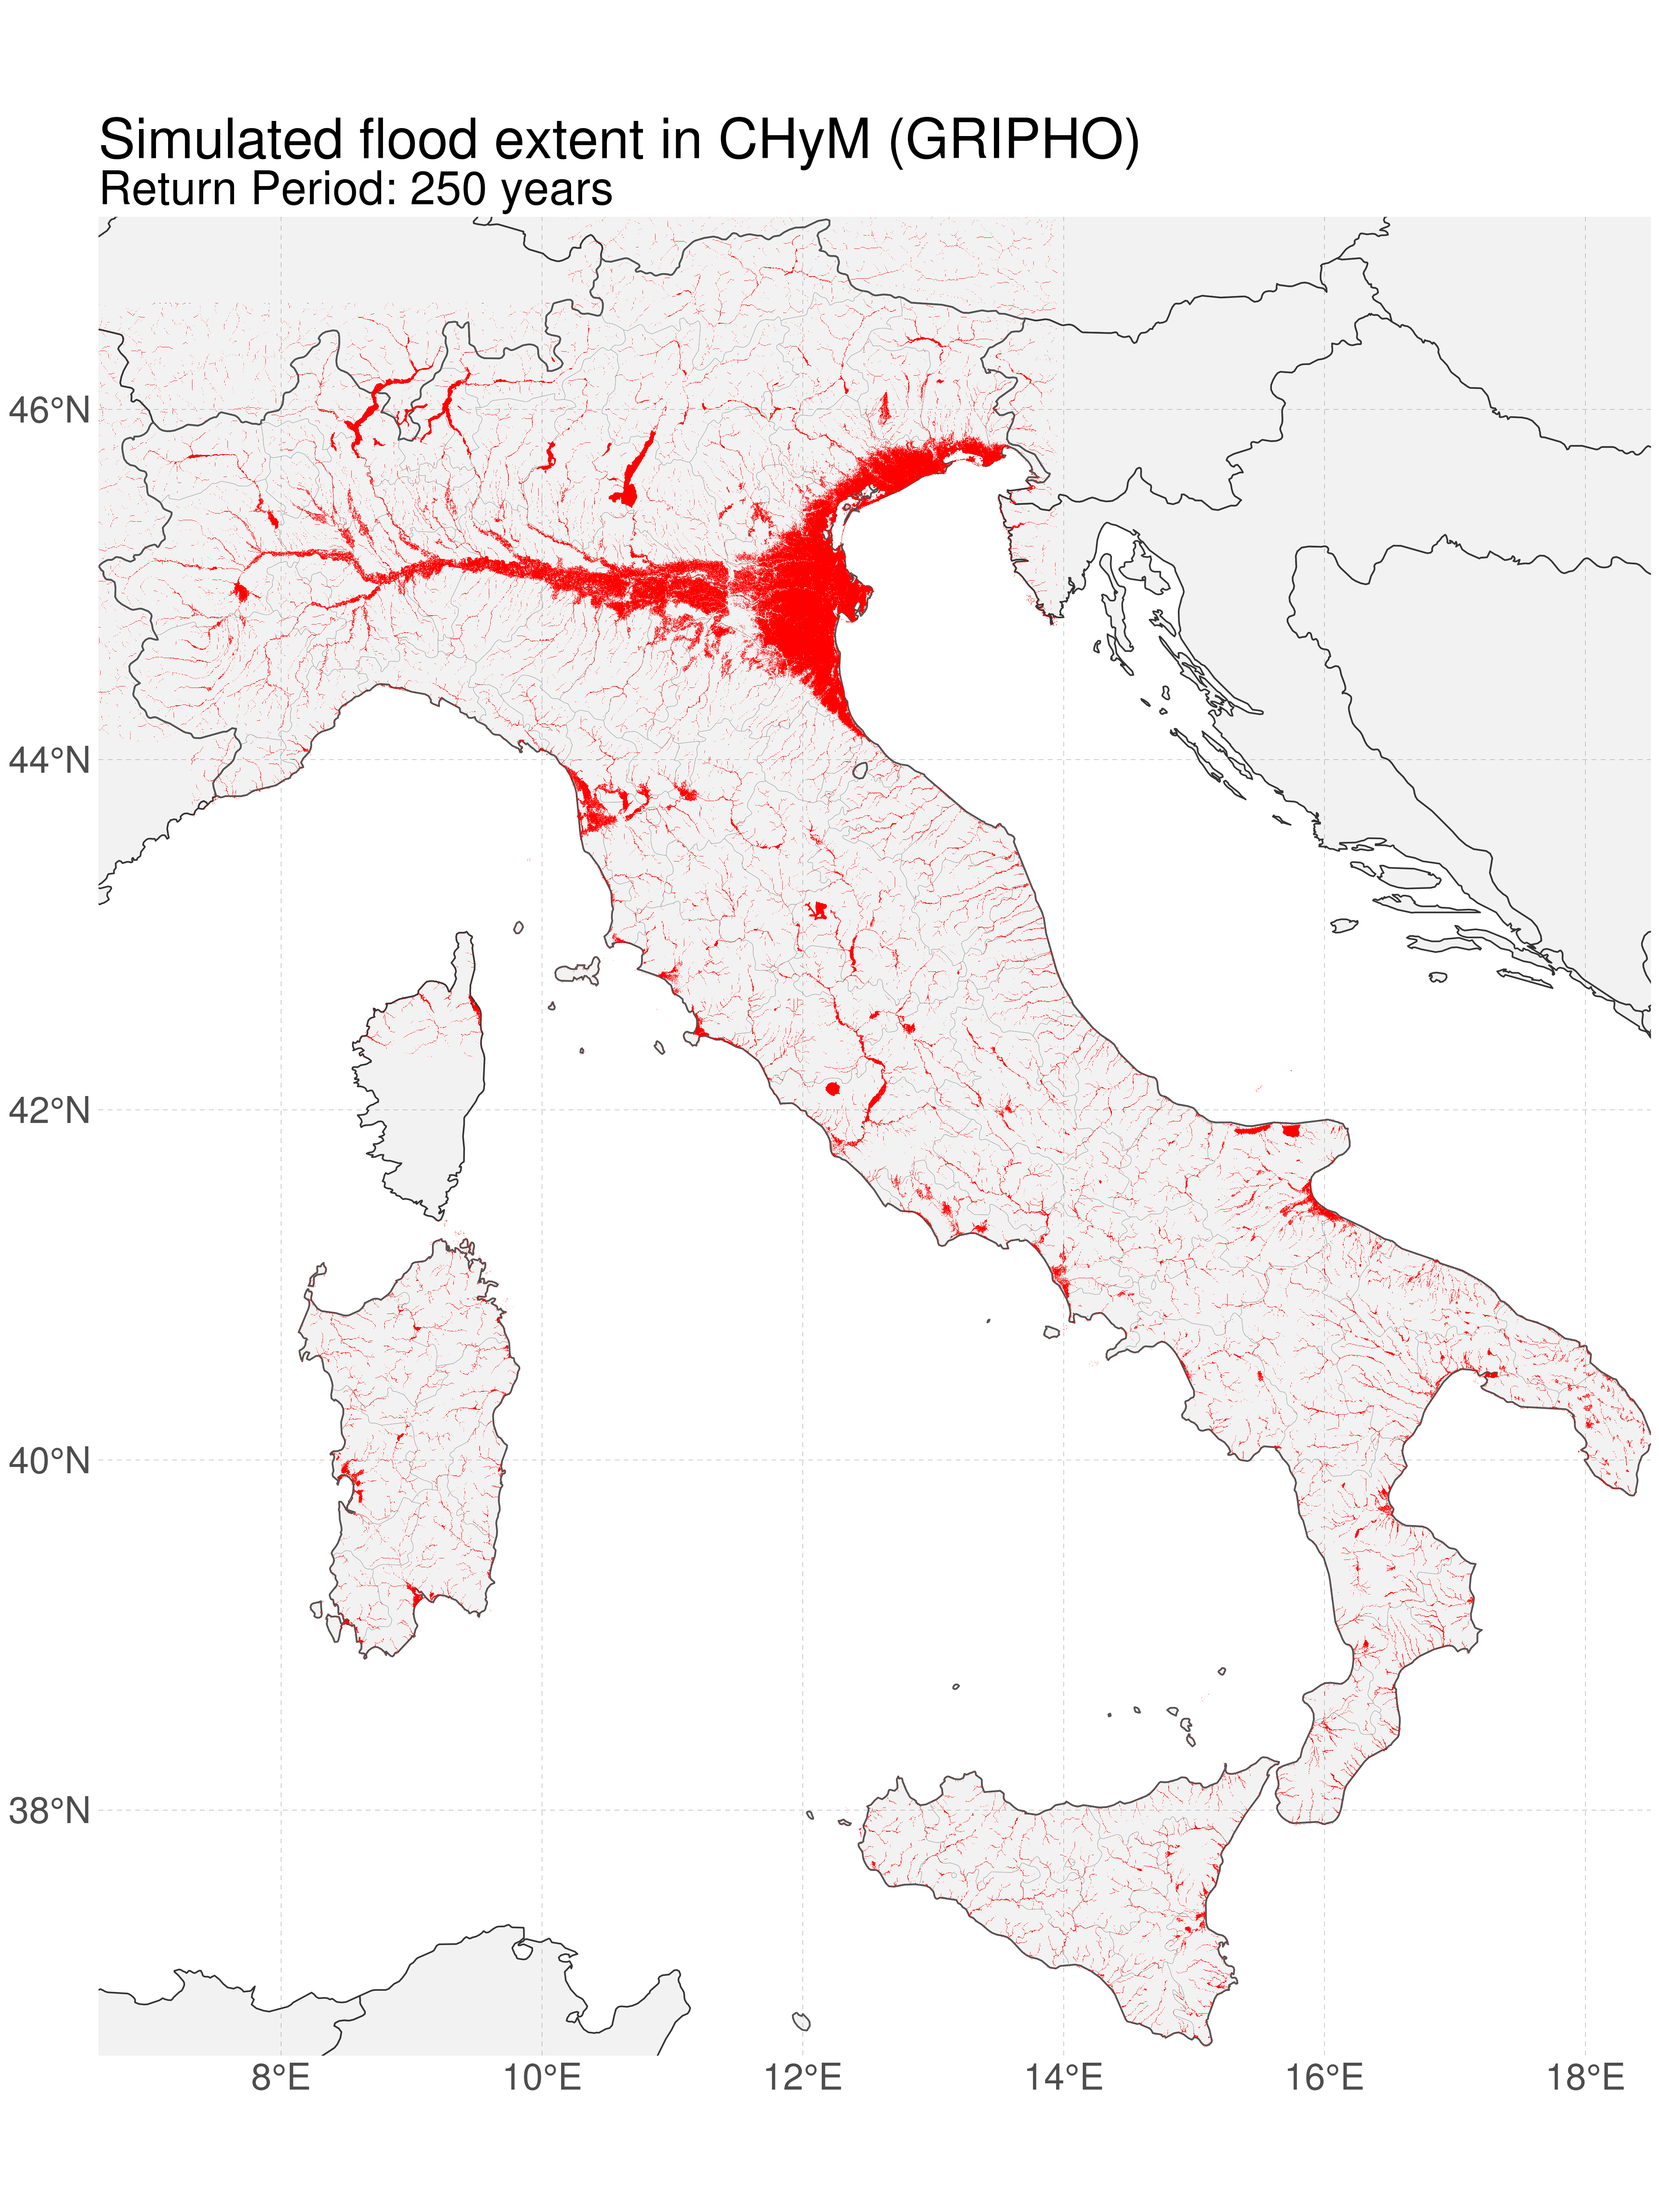 Simulated flood extent in CHyM (GRIPHO)
Return Period: 250 years
46°N
44°N
42°N
40°N
38°N
8°E 10°E 12°E 14°E 16°E 18°E